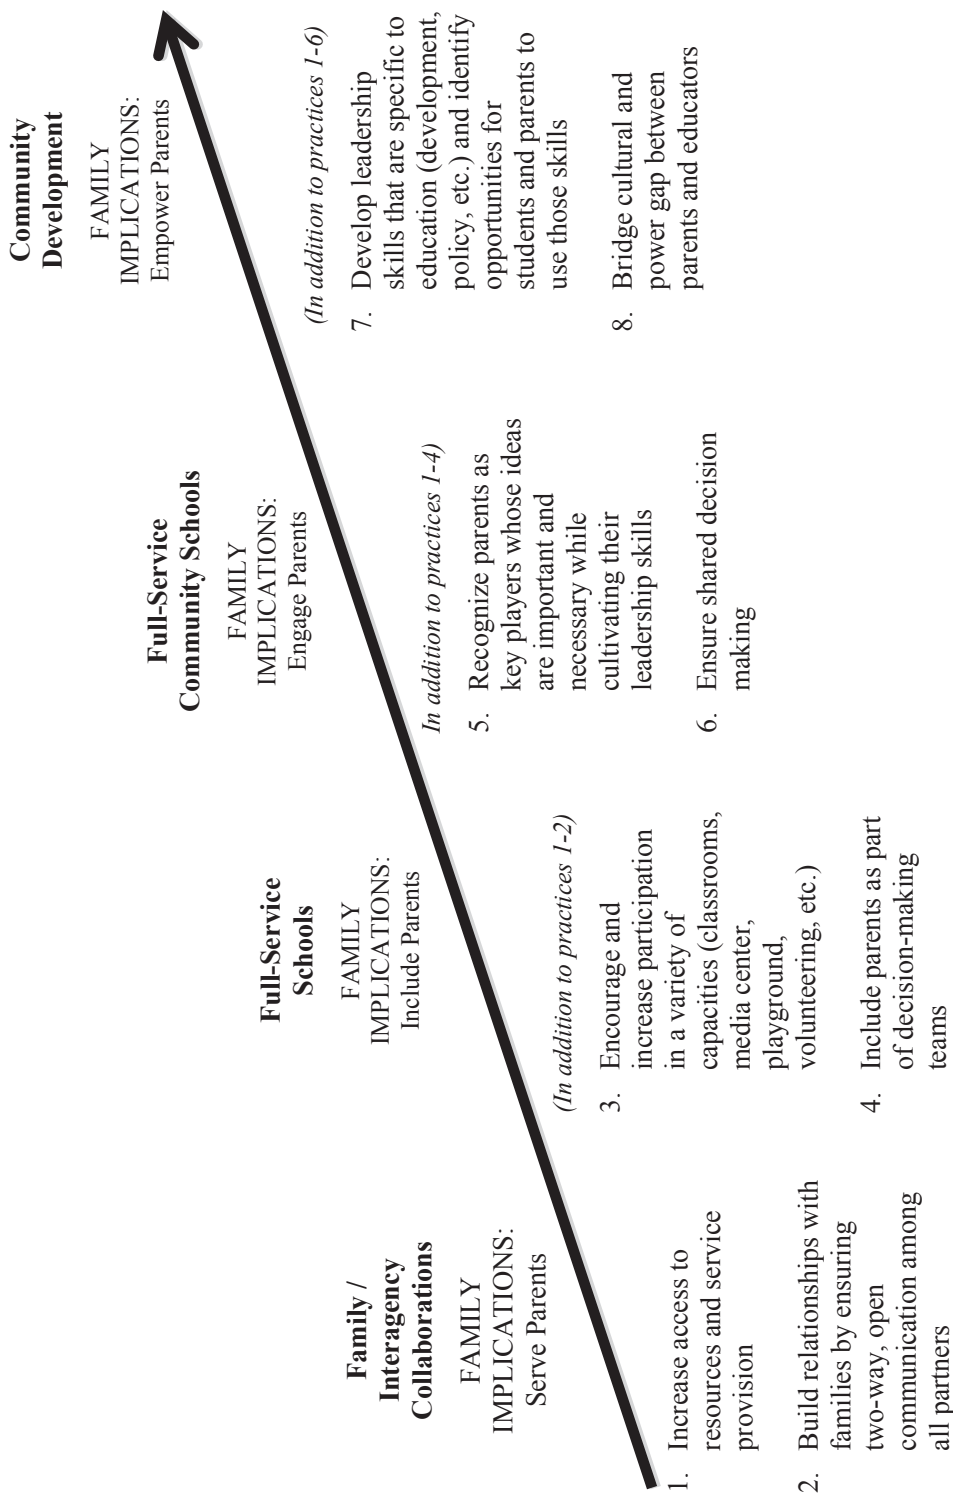 Family /
Interagency
Collaborations
FAMILY
IMPLICATIONS:
Serve Parents
1. Increase access to
resources and service
provision
2. Build relationships with
families by ensuring
two-way, open
communication among
all partners
Full-Service
Schools
FAMILY
IMPLICATIONS:
Include Parents
(In addition to practices 1-2)
3. Encourage and
increase participation
in a variety of
capacities (classrooms,
media center,
playground,
volunteering, etc.)
4. Include parents as part
of decision-making
teams
Full-Service
Community Schools
FAMILY
IMPLICATIONS:
Engage Parents
In addition to practices 1-4)
5. Recognize parents as
key players whose ideas
are important and
necessary while
cultivating their
leadership skills
6. Ensure shared decision
making
Community
Development
FAMILY
IMPLICATIONS:
Empower Parents
(In addition to practices 1-6)
7. Develop leadership
skills that are specific to
education (development,
policy, etc.) and identify
opportunities for
students and parents to
use those skills
8. Bridge cultural and
power gap between
parents and educators